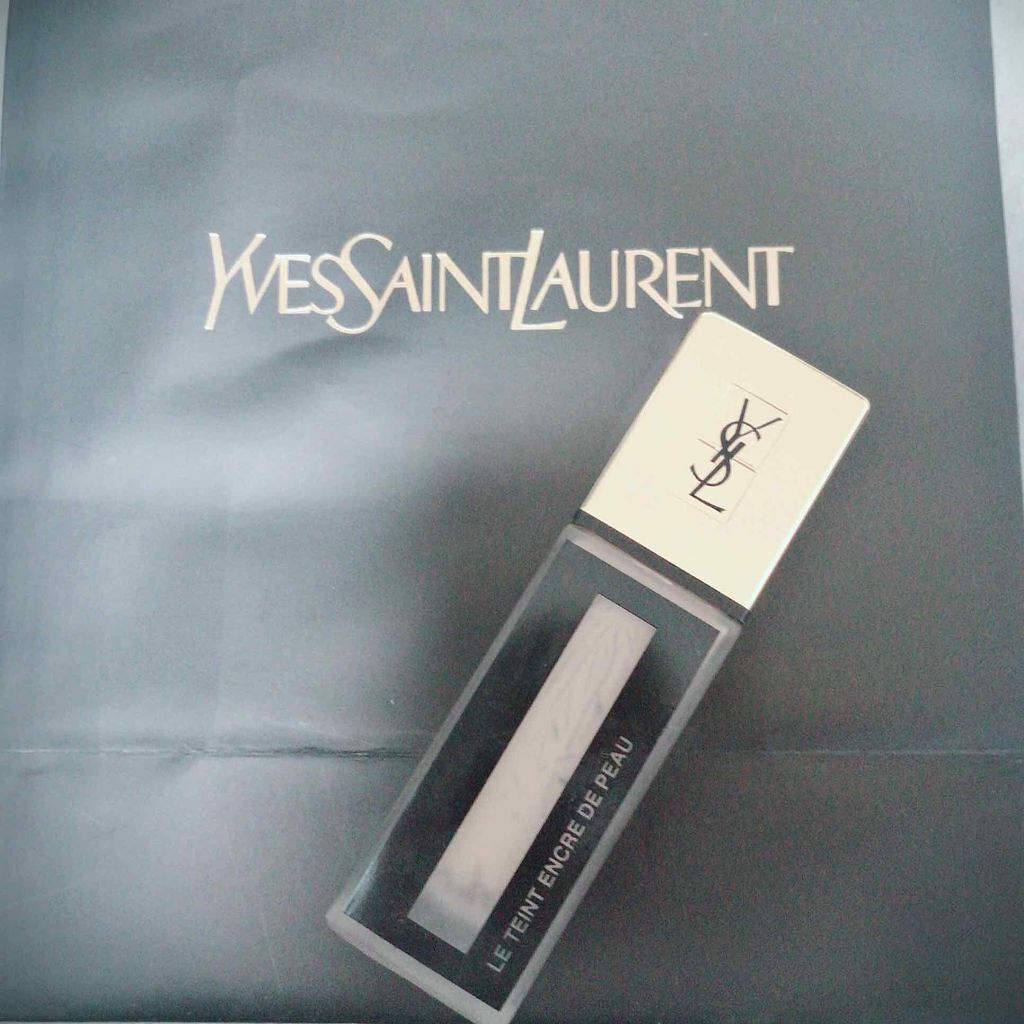 YVESSAINTLAURENT
YSL
LE TEINT ENCRE DE PEAU